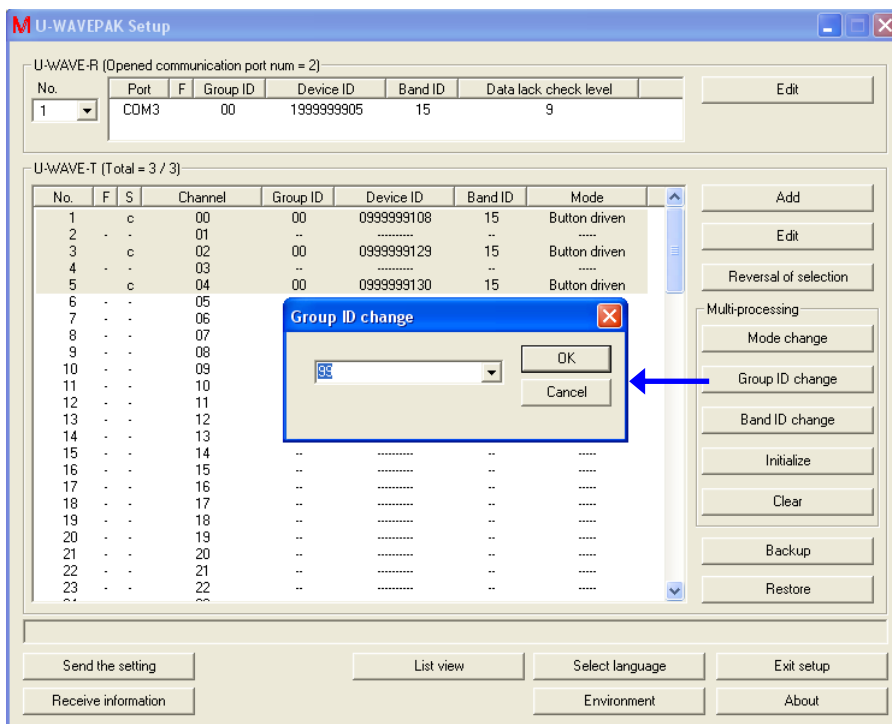 M U-WAVEPAK Setup
U-WAVE-R (Opened communication port num = 2)
No. Port F Group ID Device ID Band ID Data lack check level Edit
1 COM3 00 1999999905 15 9
U-WAVE-T (Total = 3 / 3)
No. F S Channel Group ID Device ID Band ID Mode Add
1 c 00 00 0999999108 15 Button driven
2 - - 01 -- ---------- -- ----- Edit
3 c 02 00 0999999129 15 Button driven
4 - - 03 -- ---------- -- ----- Reversal of selection
5 c 04 00 0999999130 15 Button driven
6 - - 05
Multi-processing
7 - - 06
Group ID change
8 - - 07
Mode change
9 - - 08
OK
10 - - 09
99
Group ID change
11 - - 10
Cancel
12 - - 11
13 - - 12
Band ID change
14 - - 13
15 - - 14 -- ---------- -- -----
16 - - 15 -- ---------- -- ----- Initialize
17 - - 16 -- ---------- -- -----
18 - - 17 -- ---------- -- ----- Clear
19 - - 18 -- ---------- -- -----
20 - - 19 -- ---------- -- -----
21 - - 20 -- ---------- -- ----- Backup
22 - - 21 -- ---------- -- -----
23 - - 22 -- ---------- -- ----- Restore
Send the setting List view Select language Exit setup
Receive information Environment About